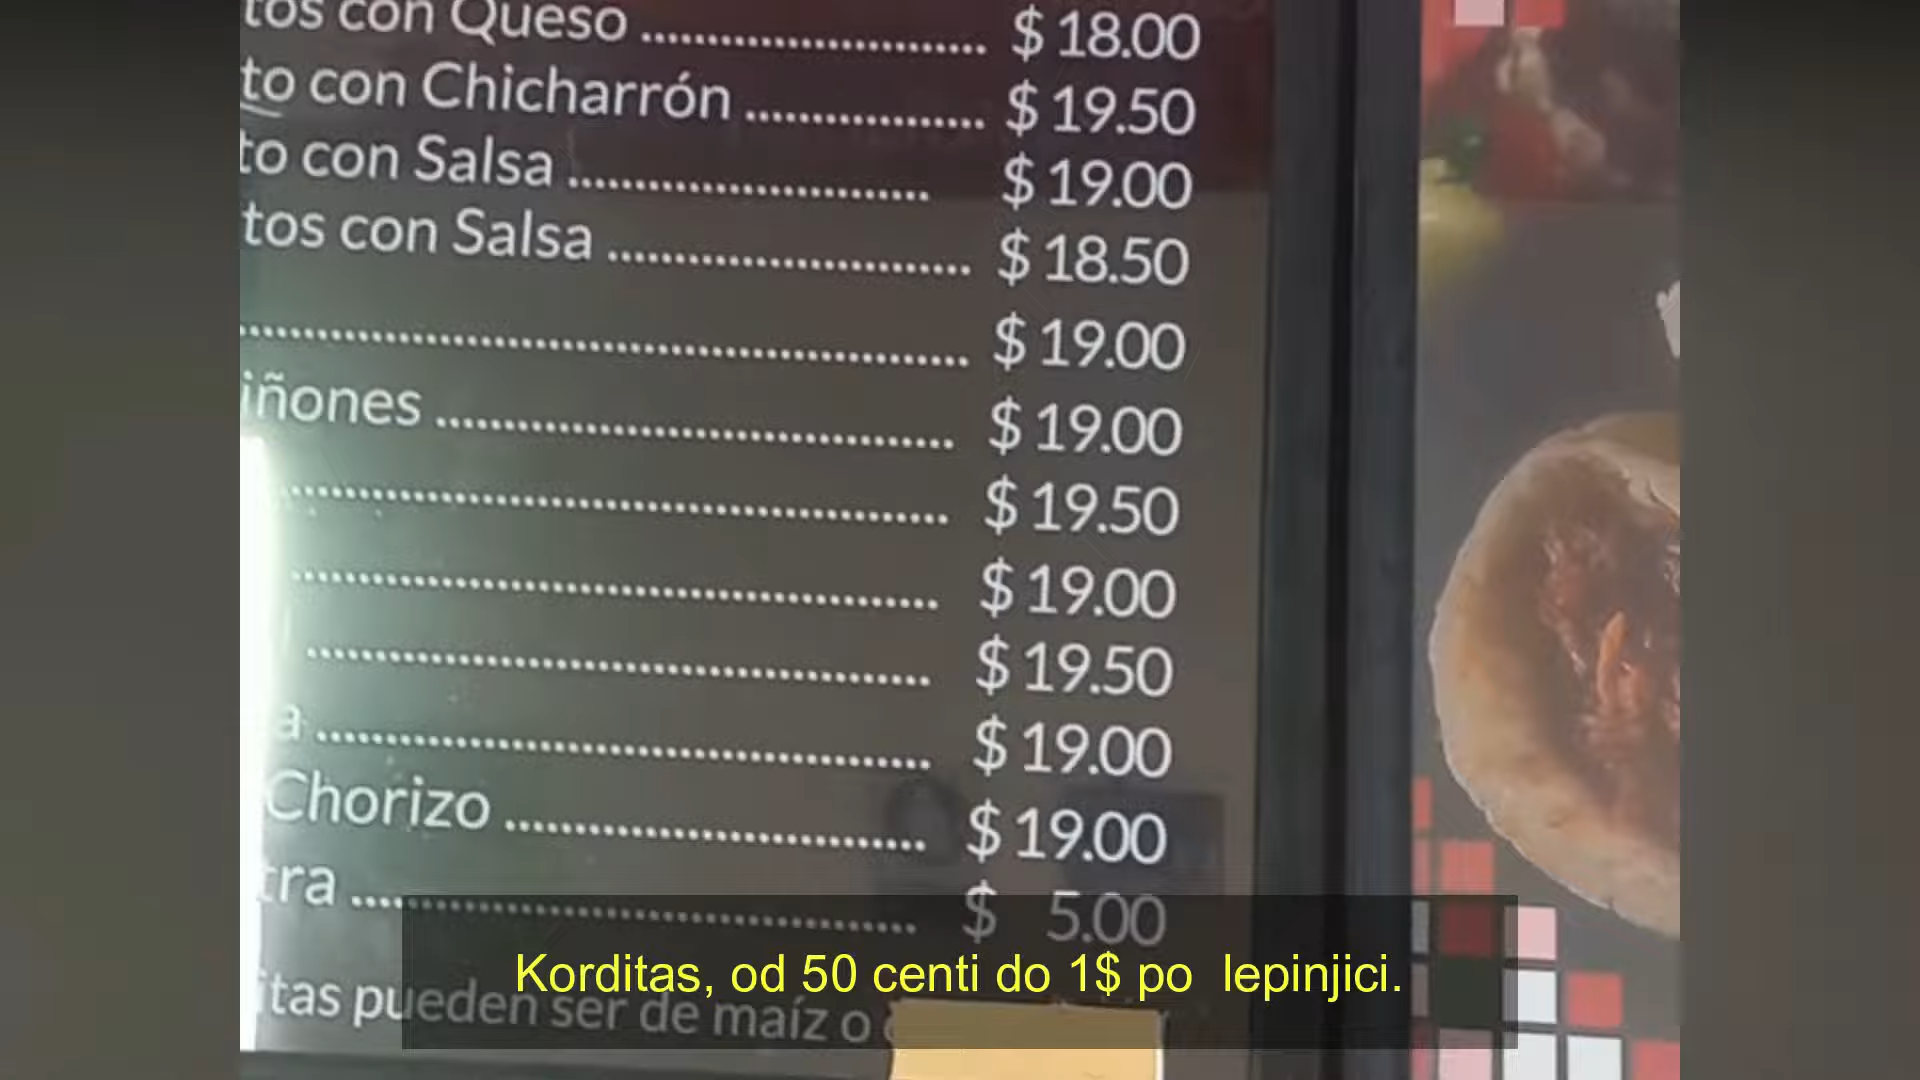 tos con Queso ........................... $ 18.00
to con Chicharrón .................. $ 19.50
to con Salsa ............................ $ 19.00
tos con Salsa ............................ $ 18.50
........................................................ $ 19.00
iñones ........................................ $ 19.00
................................................... $ 19.50
.................................................. $ 19.00
................................................ $ 19.50
a ............................................... $ 19.00
Chorizo ................................ $ 19.00
tra ............................................ $ 5.00
itas pueden ser de maíz o
Korditas, od 50 centi do 1$ po lepinjici.